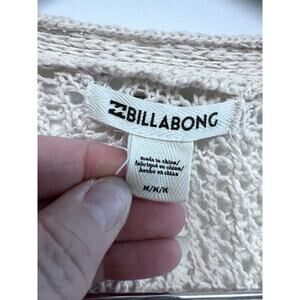 BILLABONG
made in china/
fabriqué en chine/
hecho en china
M/M/M